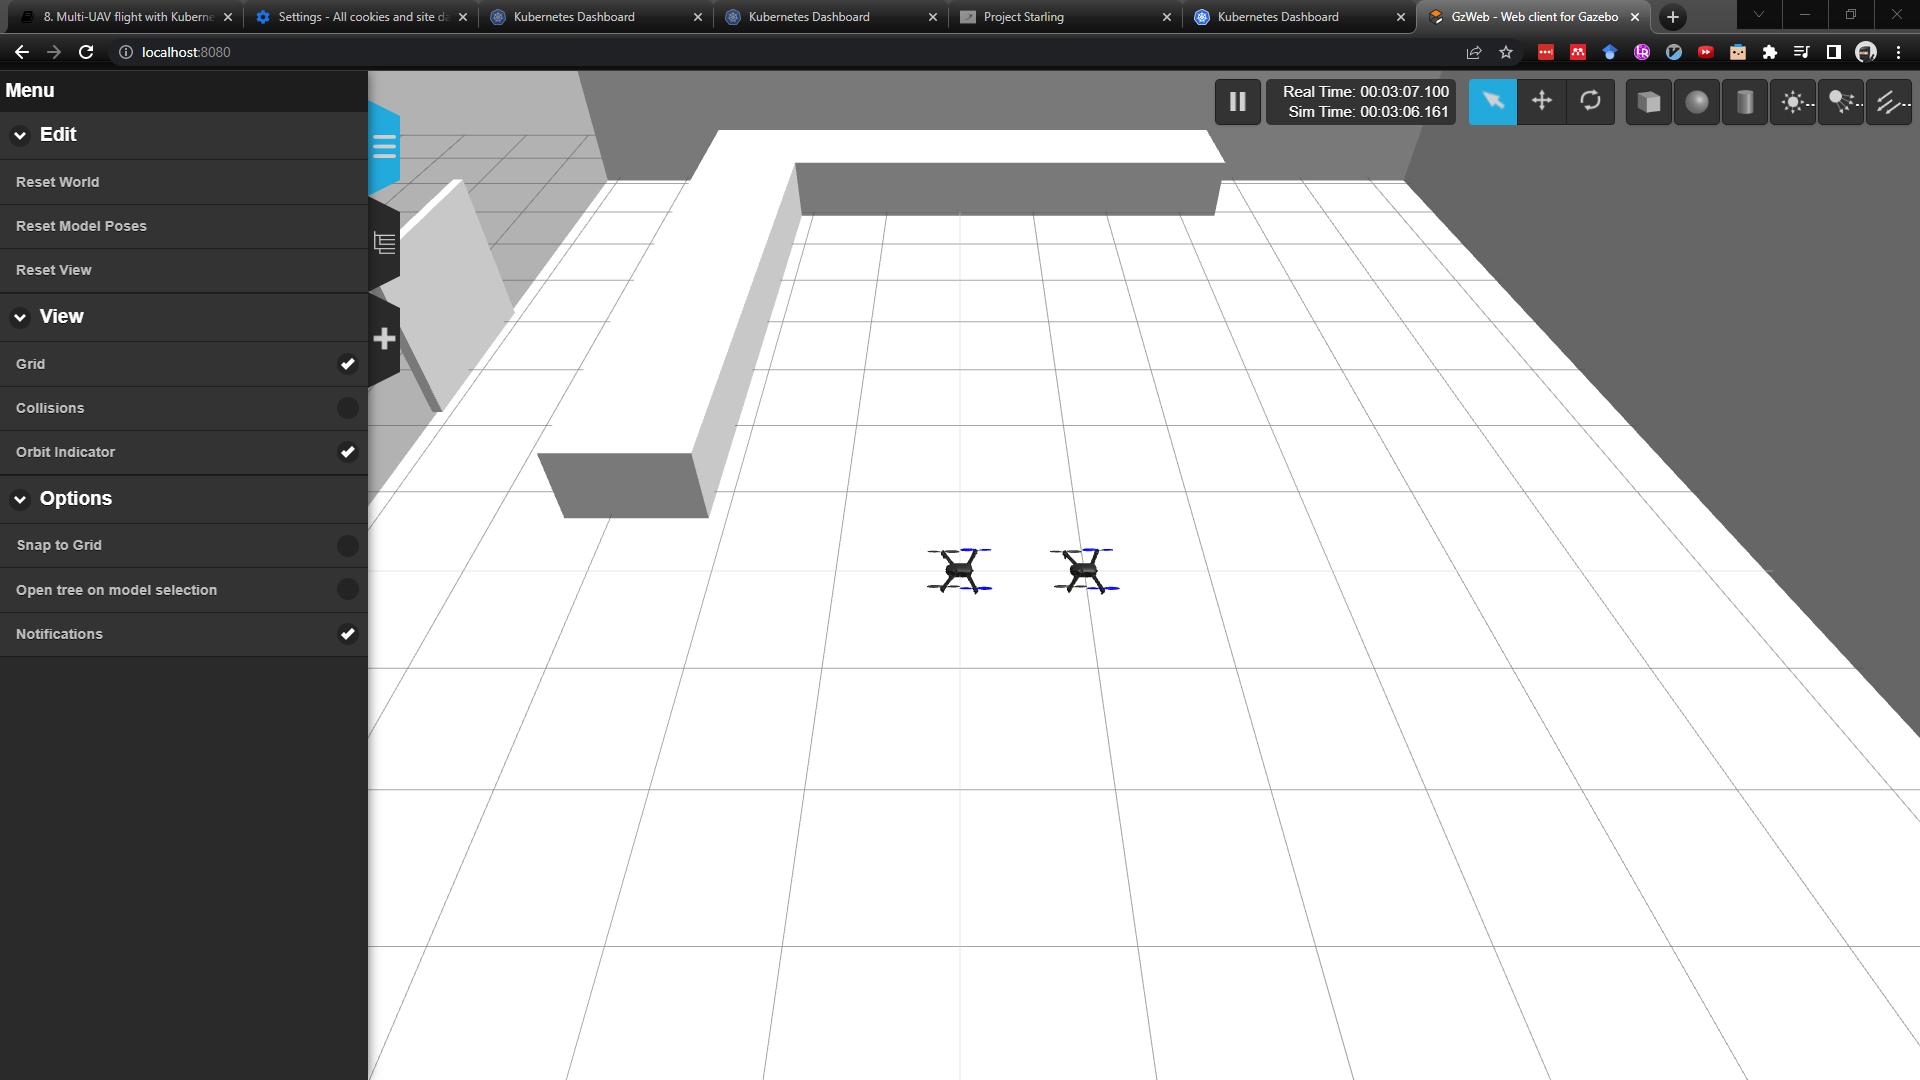 8. Multi-UAV flight with Kuberne
Settings - All cookies and site da
Kubernetes Dashboard
Kubernetes Dashboard
Project Starling
Kubernetes Dashboard
GzWeb - Web client for Gazebo
localhost:8080
Menu
Real Time: 00:03:07.100
Sim Time: 00:03:06.161
Edit
Reset World
Reset Model Poses
Reset View
View
Grid
Collisions
Orbit Indicator
Options
Snap to Grid
Open tree on model selection
Notifications